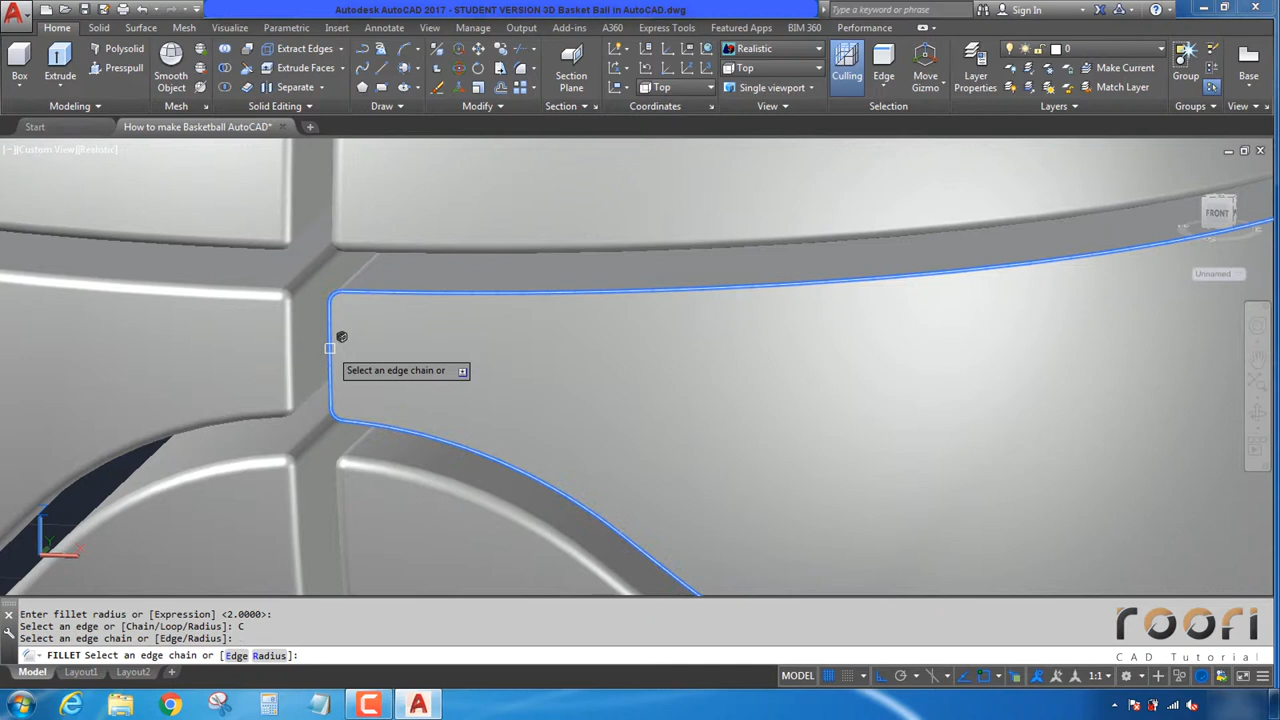 Autodesk AutoCAD 2017 - STUDENT VERSION 3D Basket Ball in AutoCAD.dwg
Type a keyword or phrase
Sign In
Home Solid Surface Mesh Parametric Insert Annotate View Manage Output Add-ins A360 Express Tools Featured Apps BIM 360 Performance
Box
Extrude
Polysolid
Presspull
Modeling
Smooth
Object
Mesh
Extrude Edges
Extrude Faces
Separate
Solid Editing
Draw
Modify
Section
Plane
Section
Top
Coordinates
Realistic
Top
Single viewport
View
Culling
Edge
Move
Gizmo
Selection
Layer
Properties
0
Make Current
Match Layer
Layers
Group
Groups
Base
View
Start
How to make Basketball AutoCAD*
[−][Custom View][Realistic]
FRONT
Unnamed
Select an edge chain or
Enter fillet radius or [Expression] <2.0000>:
Select an edge or [Chain/Loop/Radius]: C
Select an edge chain or [Edge/Radius]:
FILLET Select an edge chain or [Edge Radius]:
roofi
CAD Tutorial
Model Layout1 Layout2
MODEL
1:1